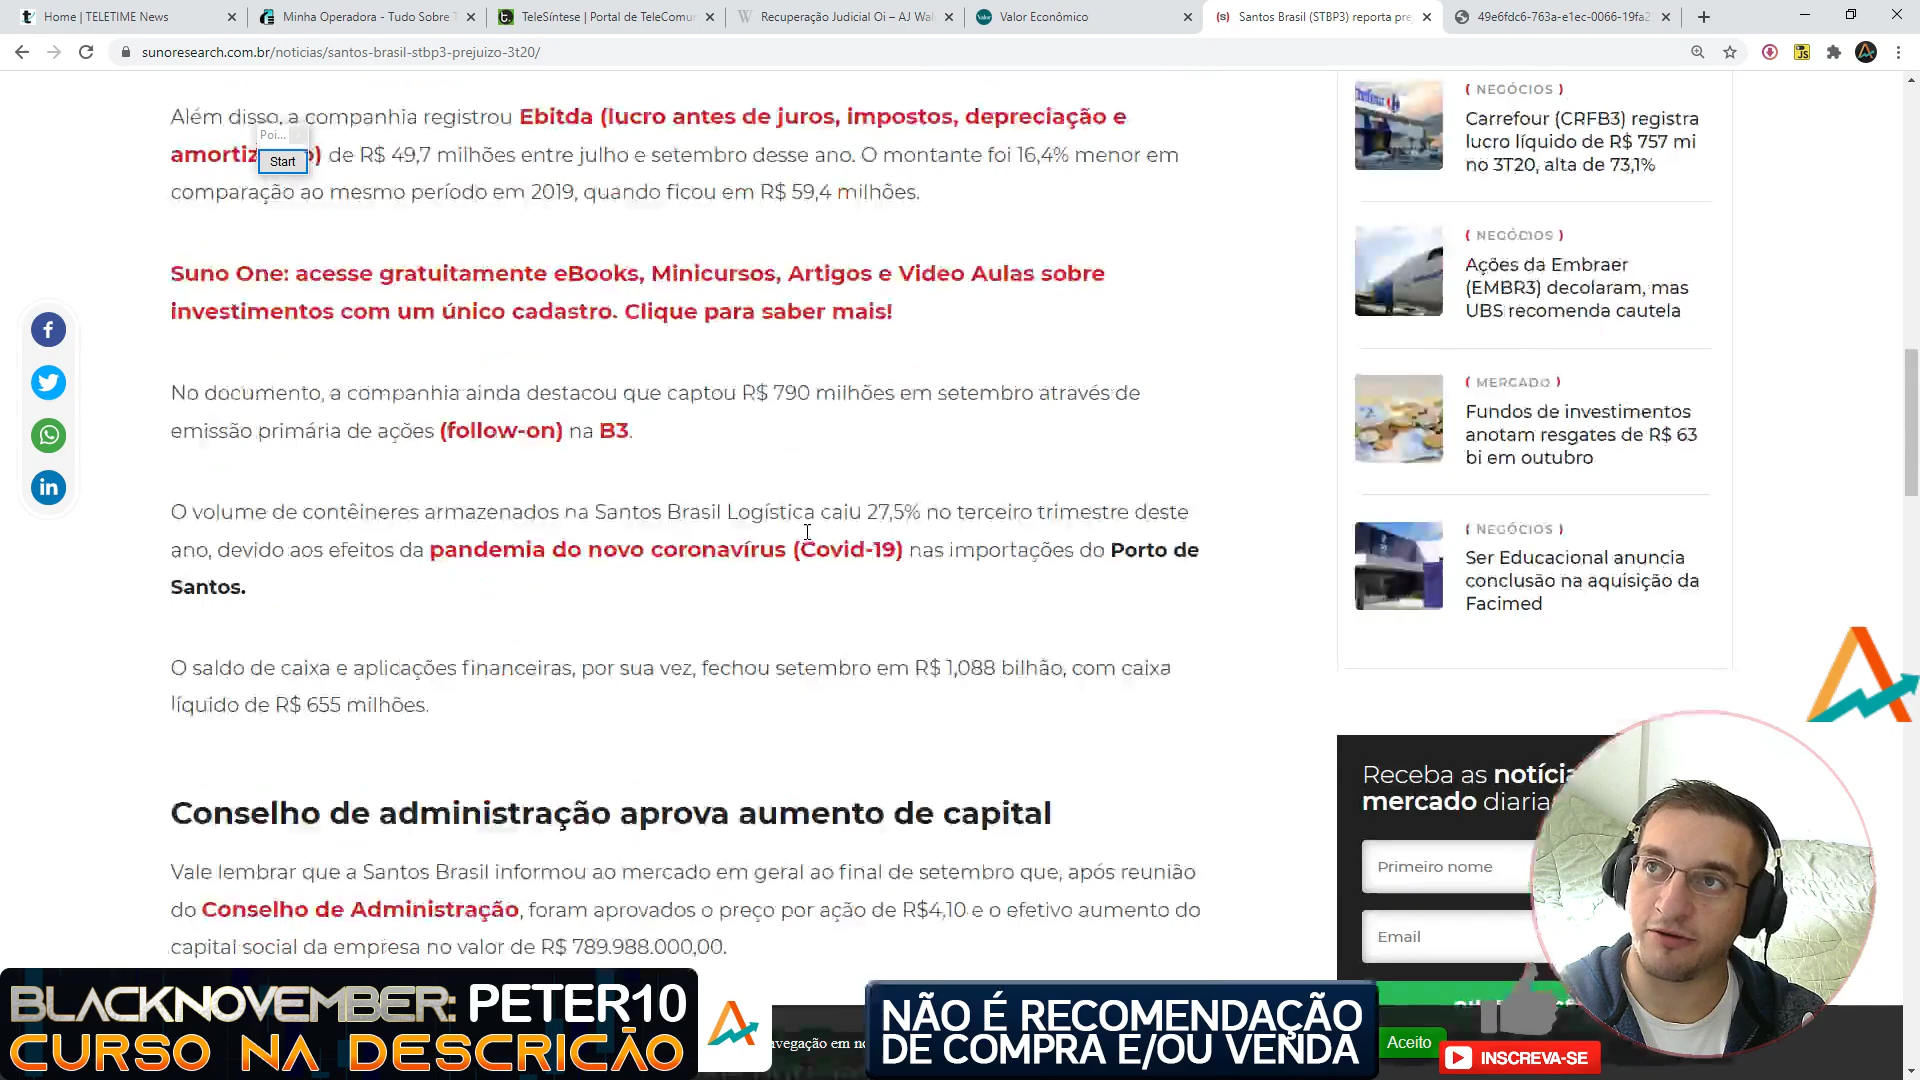 Home | TELETIME News
Minha Operadora - Tudo Sobre T
TeleSíntese | Portal de TeleComu
Recuperação Judicial Oi – AJ Wal
Valor Econômico
Santos Brasil (STBP3) reporta pre
49e6fdc6-763a-e1ec-0066-19fa2
sunoresearch.com.br/noticias/santos-brasil-stbp3-prejuizo-3t20/
Além disso, a companhia registrou Ebitda (lucro antes de juros, impostos, depreciação e
amortiz o) de R$ 49,7 milhões entre julho e setembro desse ano. O montante foi 16,4% menor em
comparação ao mesmo período em 2019, quando ficou em R$ 59,4 milhões.
Poi...
Start
Suno One: acesse gratuitamente eBooks, Minicursos, Artigos e Video Aulas sobre
investimentos com um único cadastro. Clique para saber mais!
No documento, a companhia ainda destacou que captou R$ 790 milhões em setembro através de
emissão primária de ações (follow-on) na B3.
O volume de contêineres armazenados na Santos Brasil Logística caiu 27,5% no terceiro trimestre deste
ano, devido aos efeitos da pandemia do novo coronavírus (Covid-19) nas importações do Porto de
Santos.
O saldo de caixa e aplicações financeiras, por sua vez, fechou setembro em R$ 1,088 bilhão, com caixa
líquido de R$ 655 milhões.
Conselho de administração aprova aumento de capital
Vale lembrar que a Santos Brasil informou ao mercado em geral ao final de setembro que, após reunião
do Conselho de Administração, foram aprovados o preço por ação de R$4,10 e o efetivo aumento do
capital social da empresa no valor de R$ 789.988.000,00.
( NEGÓCIOS )
Carrefour (CRFB3) registra
lucro líquido de R$ 757 mi
no 3T20, alta de 73,1%
( NEGÓCIOS )
Ações da Embraer
(EMBR3) decolaram, mas
UBS recomenda cautela
( MERCADO )
Fundos de investimentos
anotam resgates de R$ 63
bi em outubro
( NEGÓCIOS )
Ser Educacional anuncia
conclusão na aquisição da
Facimed
Receba as notícia
mercado diaria
Primeiro nome
Email
BLACKNOVEMBER: PETER10
CURSO NA DESCRICÃO
avegação em no
NÃO É RECOMENDAÇÃO
DE COMPRA E/OU VENDA
Aceito
INSCREVA-SE